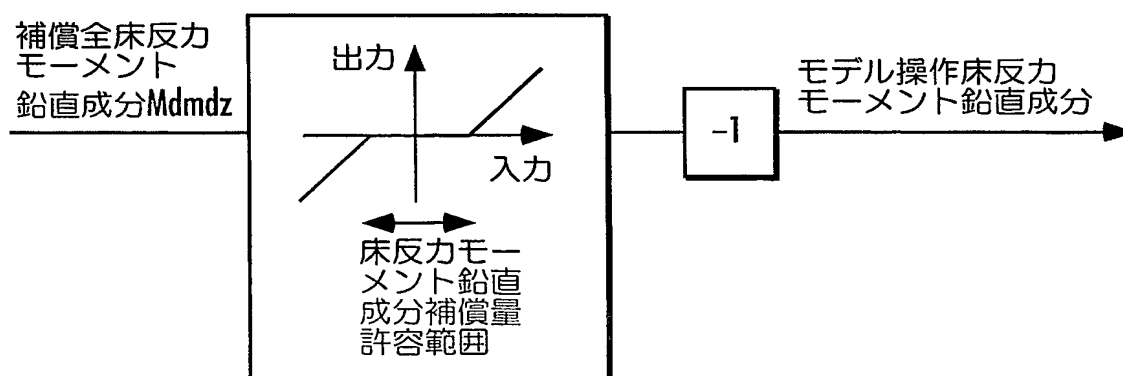 補償全床反力
モーメント
鉛直成分Mdmdz
出力
入力
床反力モー
メント鉛直
成分補償量
許容範囲
-1
モデル操作床反力
モーメント鉛直成分